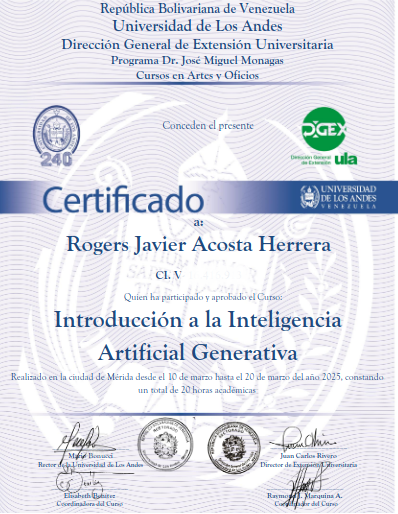 República Bolivariana de Venezuela
Universidad de Los Andes
Dirección General de Extensión Universitaria
Programa Dr. José Miguel Monagas
Cursos en Artes y Oficios
Conceden el presente
240
DGEX
Dirección General
de Extensión
ula
Certificado
UNIVERSIDAD
DE LOS ANDES
VENEZUELA
a:
Rogers Javier Acosta Herrera
CI. V
Quien ha participado y aprobado el Curso:
Introducción a la Inteligencia
Artificial Generativa
Realizado en la ciudad de Mérida desde el 10 de marzo hasta el 20 de marzo del año 2025, constando
un total de 20 horas académicas
Mario Bonucci
Rector de la Universidad de Los Andes
Juan Carlos Rivero
Director de Extensión Universitaria
Elisabeth Benítez
Coordinadora del Curso
Raymond L. Marquina A.
Coordinador del Curso